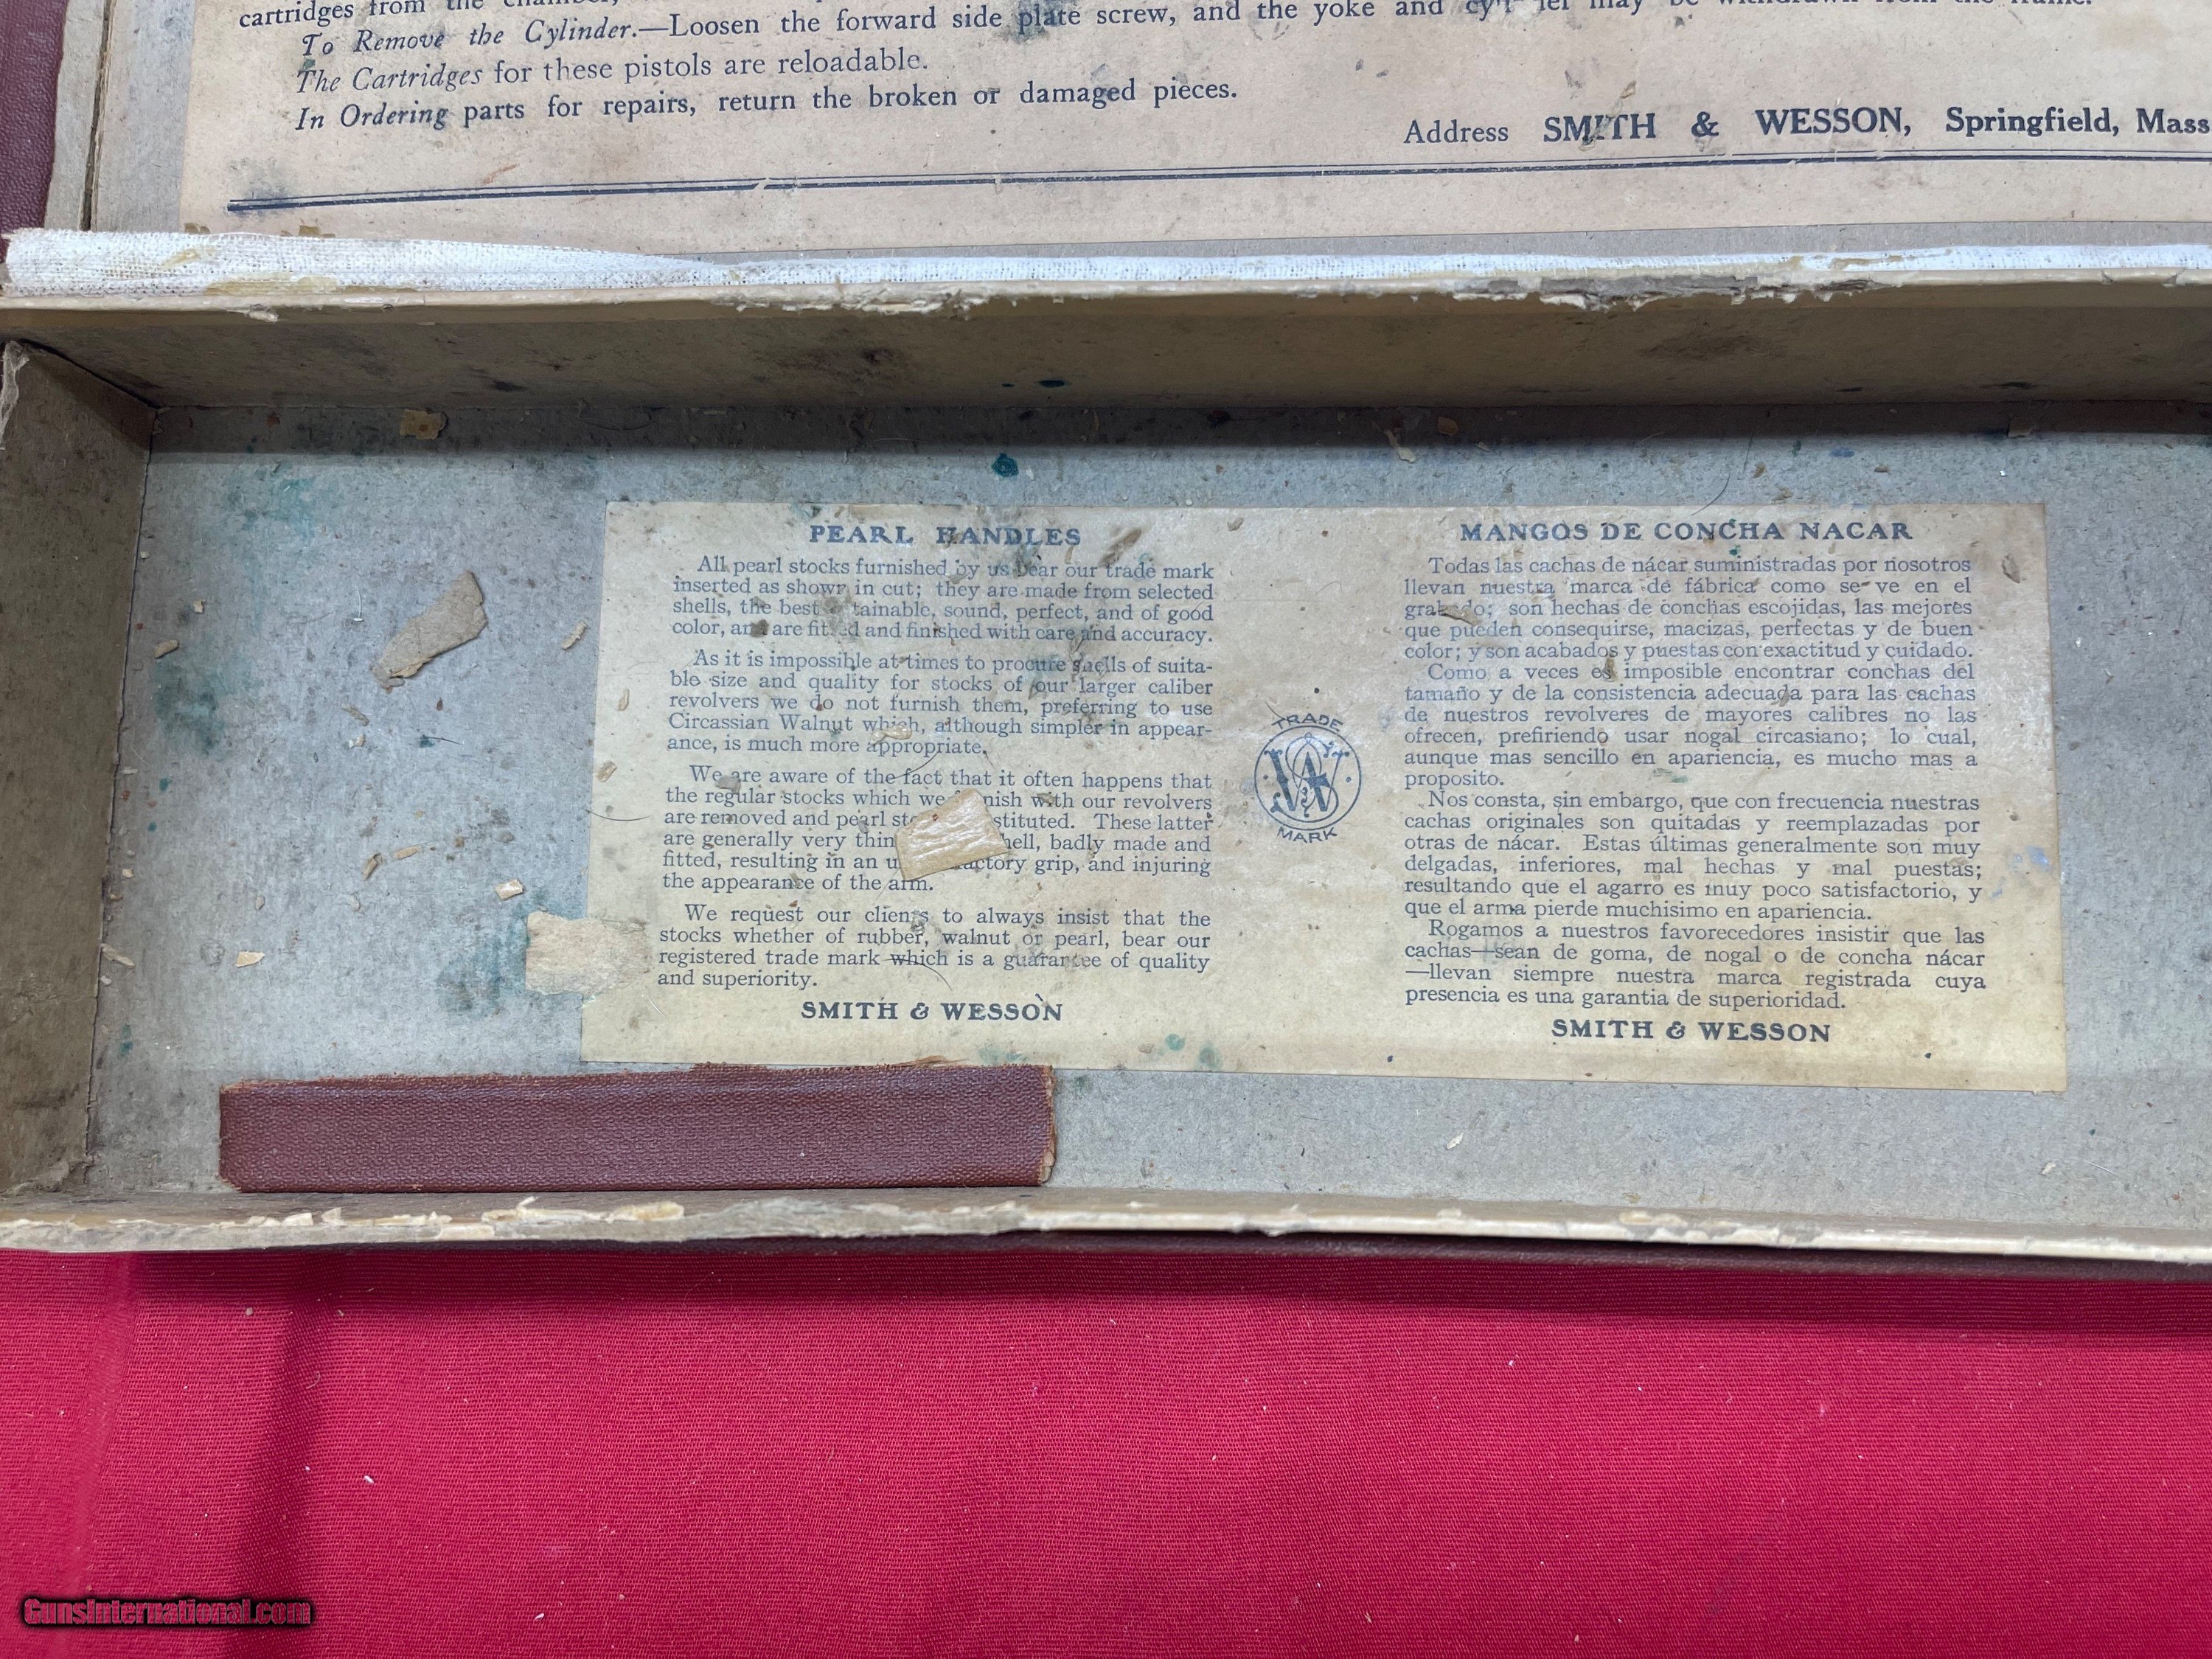 cartridges from the
To Remove the Cylinder.—Loosen the forward side plate screw, and the yoke and may be withdrawn from the frame.
The Cartridges for these pistols are reloadable.
In Ordering parts for repairs, return the broken or damaged pieces.
Address SMITH & WESSON, Springfield, Mass
PEARL HANDLES
All pearl stocks furnished by us bear our trade mark
inserted as shown in cut; they are made from selected
shells, the best tainable, sound, perfect, and of good
color, and are fitted and finished with care and accuracy.
As it is impossible at times to procure shells of suita-
ble size and quality for stocks of our larger caliber
revolvers we do not furnish them, preferring to use
Circassian Walnut which, although simpler in appear-
ance, is much more appropriate.
We are aware of the fact that it often happens that
the regular stocks which we nish with our revolvers
are removed and pearl sto stituted. These latter
are generally very thin hell, badly made and
fitted, resulting in an u actory grip, and injuring
the appearance of the arm.
We request our clients to always insist that the
stocks whether of rubber, walnut or pearl, bear our
registered trade mark which is a guarantee of quality
and superiority.
SMITH & WESSON
TRADE
SW
MARK
MANGOS DE CONCHA NACAR
Todas las cachas de nácar suministradas por nosotros
llevan nuestra marca de fábrica como se ve en el
grabado; son hechas de conchas escojidas, las mejores
que pueden consequirse, macizas, perfectas y de buen
color; y son acabados y puestas con exactitud y cuidado.
Como a veces es imposible encontrar conchas del
tamaño y de la consistencia adecuada para las cachas
de nuestros revolveres de mayores calibres no las
ofrecen, prefiriendo usar nogal circasiano; lo cual,
aunque mas sencillo en apariencia, es mucho mas a
proposito.
Nos consta, sin embargo, que con frecuencia nuestras
cachas originales son quitadas y reemplazadas por
otras de nácar. Estas últimas generalmente son muy
delgadas, inferiores, mal hechas y mal puestas;
resultando que el agarro es muy poco satisfactorio, y
que el arma pierde muchisimo en apariencia.
Rogamos a nuestros favorecedores insistir que las
cachas—sean de goma, de nogal o de concha nácar
—llevan siempre nuestra marca registrada cuya
presencia es una garantia de superioridad.
SMITH & WESSON
GunsInternational.com